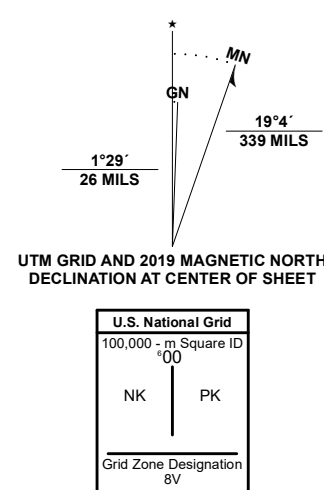 ★
MN
GN
19°4´
339 MILS
1°29´
26 MILS
UTM GRID AND 2019 MAGNETIC NORTH
DECLINATION AT CENTER OF SHEET
U.S. National Grid
100,000 - m Square ID
⁶00
NK PK
Grid Zone Designation
8V